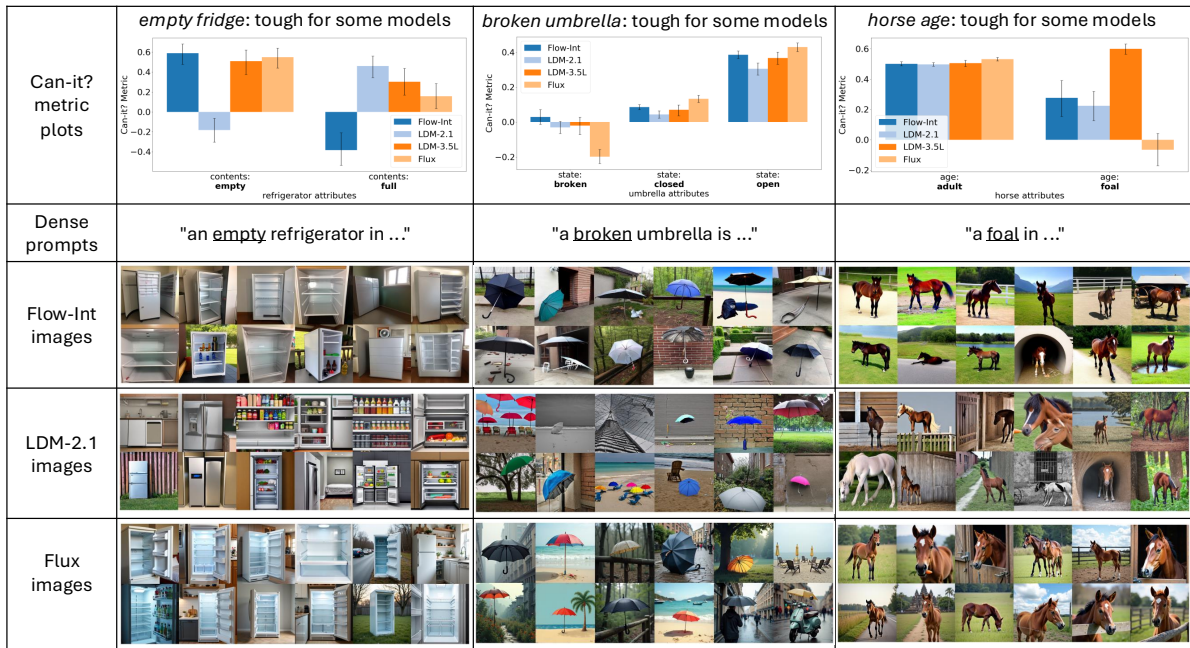 empty fridge: tough for some models
broken umbrella: tough for some models
horse age: tough for some models
Can-it?
metric
plots
Can-it? Metric
0.6
0.4
0.2
0.0
−0.2
−0.4
Flow-Int
LDM-2.1
LDM-3.5L
Flux
contents:
empty
contents:
full
refrigerator attributes
Can-it? Metric
0.4
0.2
0.0
−0.2
Flow-Int
LDM-2.1
LDM-3.5L
Flux
state:
broken
state:
closed
state:
open
umbrella attributes
Can-it? Metric
0.6
0.4
0.2
0.0
−0.2
Flow-Int
LDM-2.1
LDM-3.5L
Flux
age:
adult
age:
foal
horse attributes
Dense
prompts
"an empty refrigerator in ..."
"a broken umbrella is ..."
"a foal in ..."
Flow-Int
images
LDM-2.1
images
Flux
images